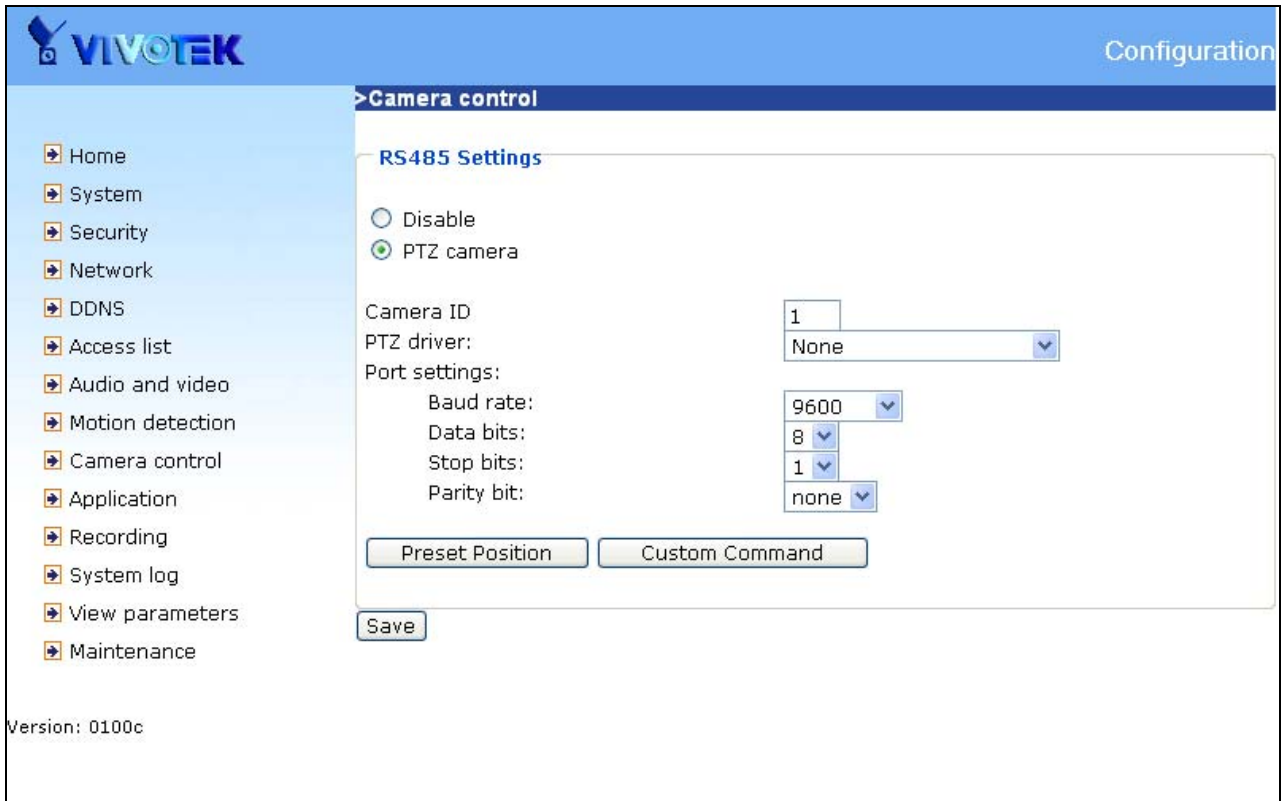 VIVOTEK
Configuration
>Camera control
Home
System
Security
Network
DDNS
Access list
Audio and video
Motion detection
Camera control
Application
Recording
System log
View parameters
Maintenance
Version: 0100c
RS485 Settings
Disable
PTZ camera
Camera ID 1
PTZ driver: None
Port settings:
Baud rate: 9600
Data bits: 8
Stop bits: 1
Parity bit: none
Preset Position Custom Command
Save